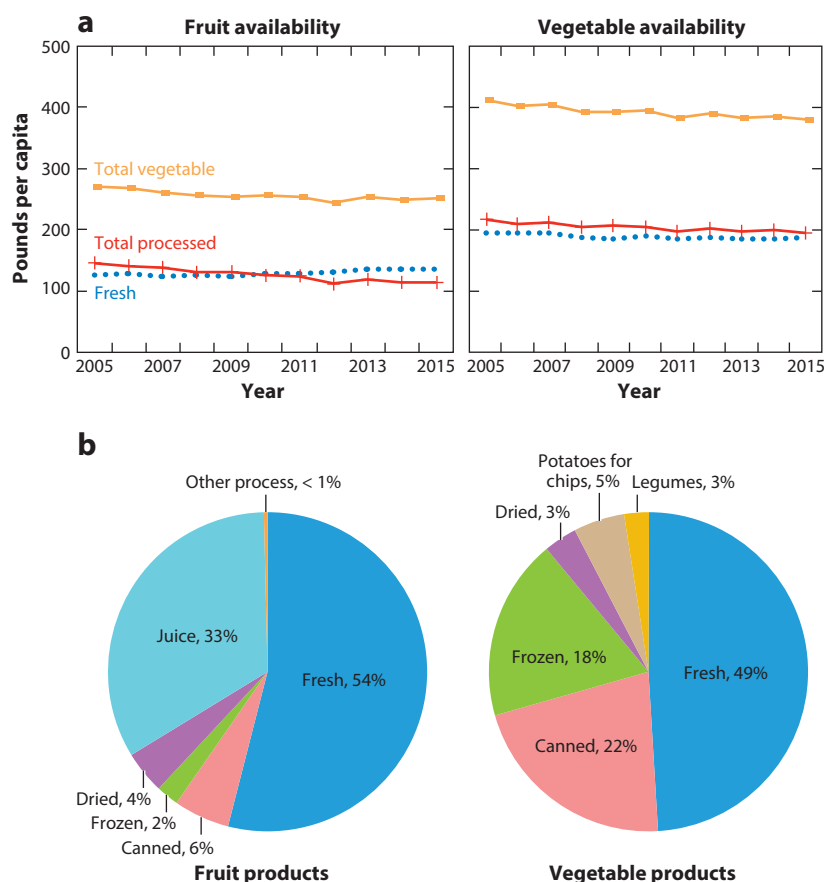 a
Fruit availability
Vegetable availability
Pounds per capita
500
400
300
200
100
0
Total vegetable
Total processed
Fresh
2005 2007 2009 2011 2013 2015
2005 2007 2009 2011 2013 2015
Year
Year
b
Other process, < 1%
Juice, 33%
Fresh, 54%
Dried, 4%
Frozen, 2%
Canned, 6%
Fruit products
Potatoes for
chips, 5%
Legumes, 3%
Dried, 3%
Frozen, 18%
Fresh, 49%
Canned, 22%
Vegetable products